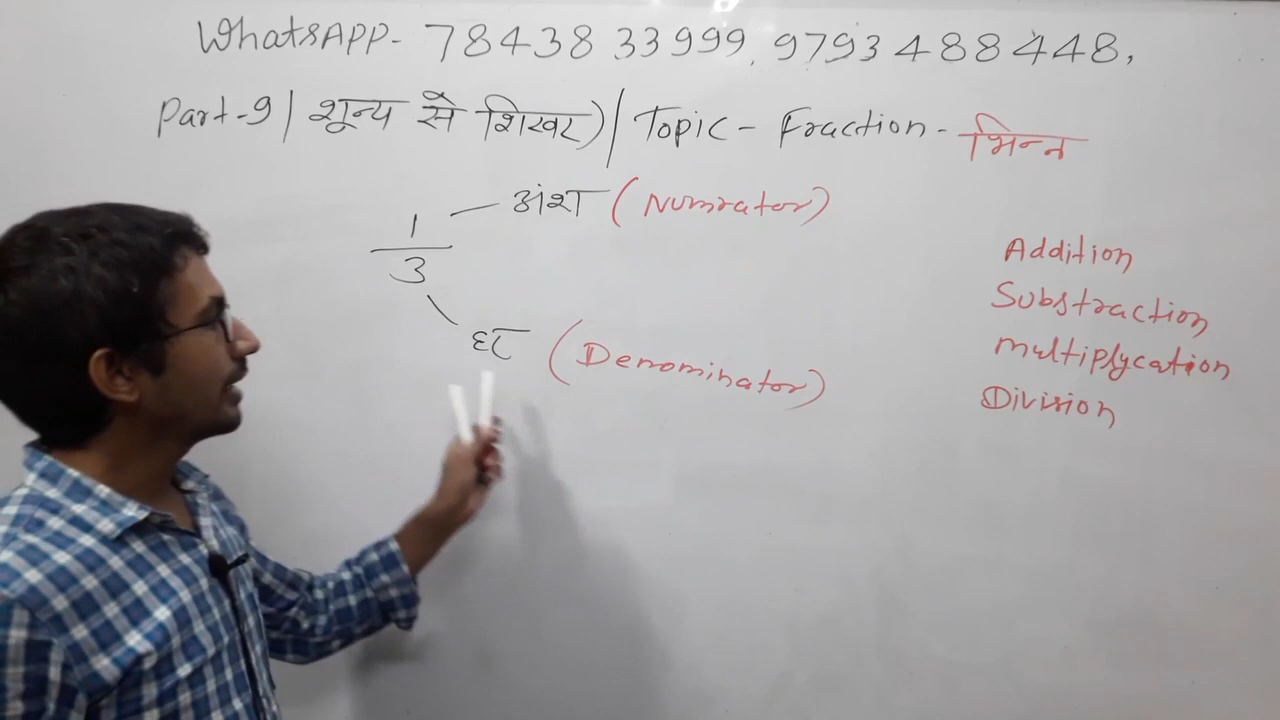 WhatsAPP- 78438 33999, 9793488448,
Part-9| शून्य से शिखर)| Topic - Fraction - भिन्न
1 अंश (Numrator)
3
हर (Denominator)
Addition
Substraction
Multiplycation
Division